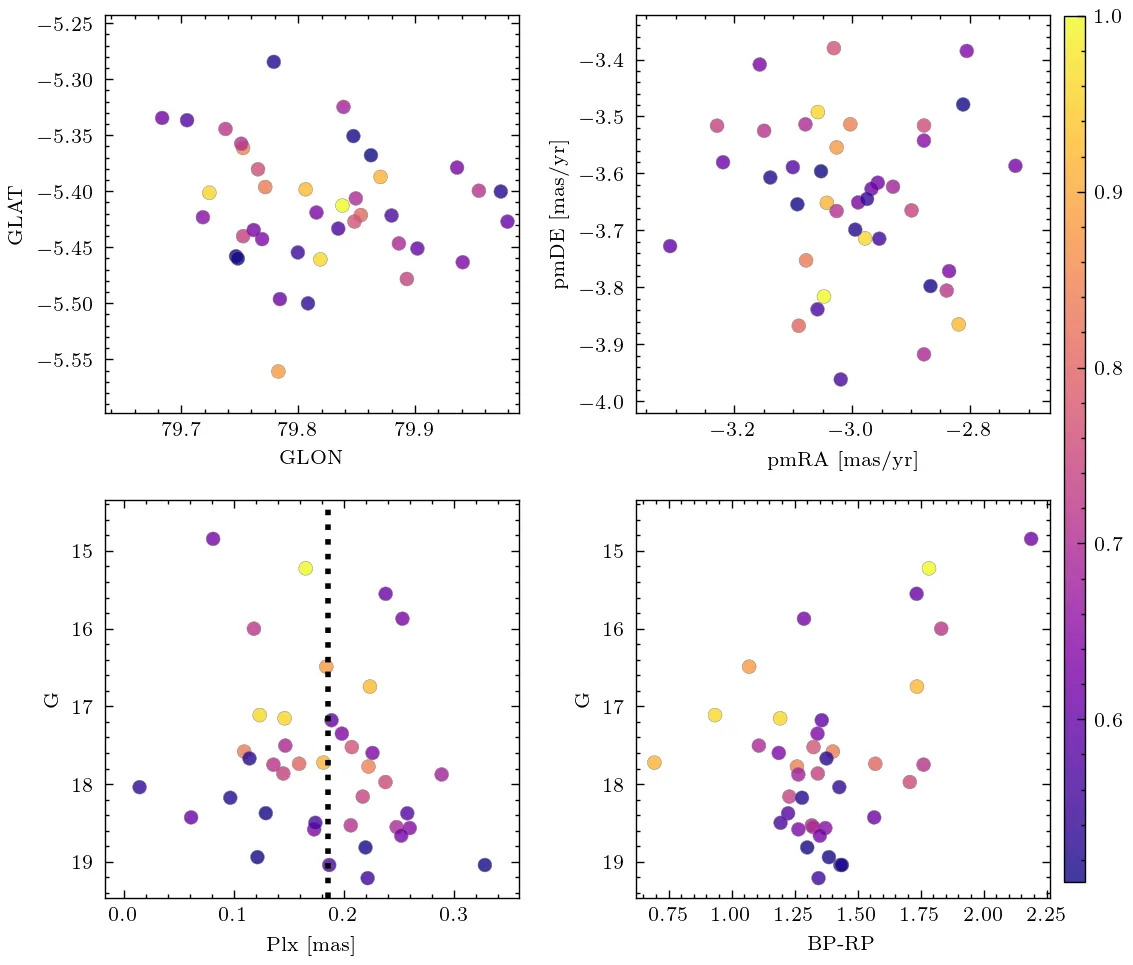 −5.25
−5.30
−5.35
−5.40
−5.45
−5.50
−5.55
GLAT
79.7 79.8 79.9
GLON
−3.4
−3.5
−3.6
−3.7
−3.8
−3.9
−4.0
pmDE [mas/yr]
−3.2 −3.0 −2.8
pmRA [mas/yr]
1.0
0.9
0.8
0.7
0.6
15
16
17
18
19
G
0.0 0.1 0.2 0.3
Plx [mas]
15
16
17
18
19
G
0.75 1.00 1.25 1.50 1.75 2.00 2.25
BP-RP